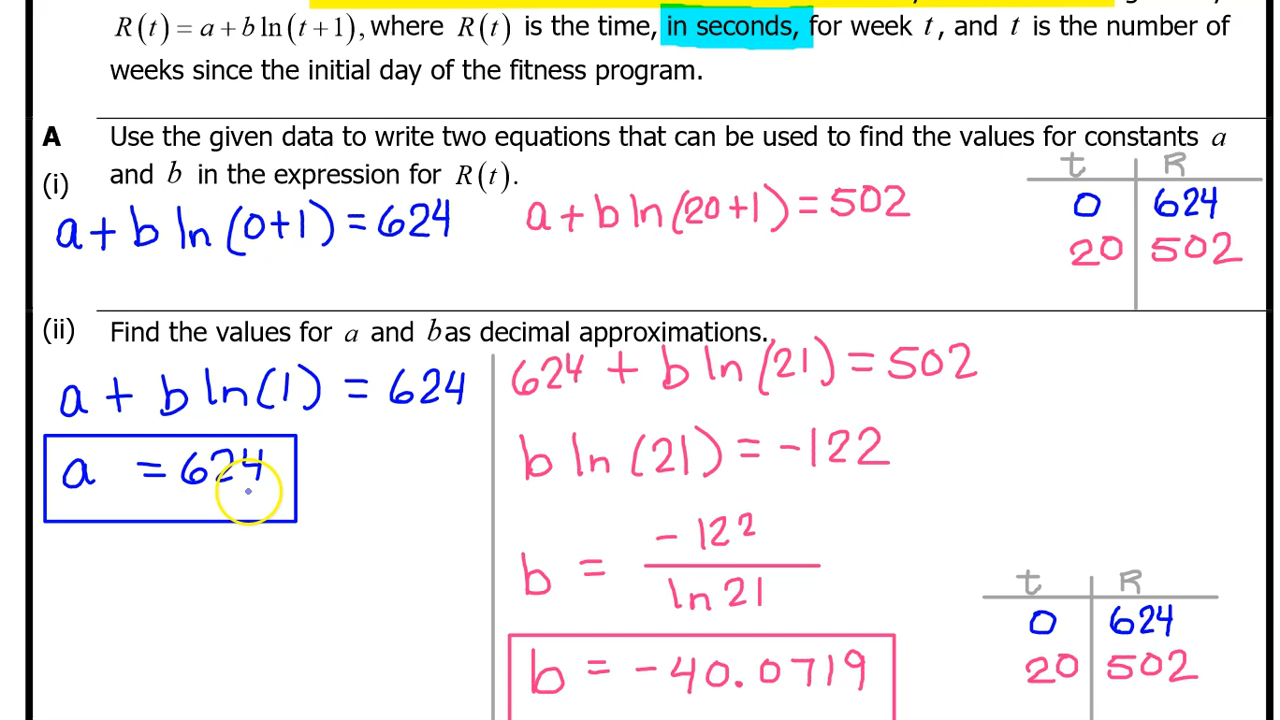 R(t) = a + b ln(t + 1), where R(t) is the time, in seconds, for week t, and t is the number of
weeks since the initial day of the fitness program.
A Use the given data to write two equations that can be used to find the values for constants a
(i) and b in the expression for R(t).
t R
0 624
20 502
a + b ln(0+1) = 624
a + b ln(20+1) = 502
(ii) Find the values for a and b as decimal approximations.
a + b ln(1) = 624
a = 624
624 + b ln(21) = 502
b ln(21) = -122
b = -122 / ln 21
b = -40.0719
t R
0 624
20 502